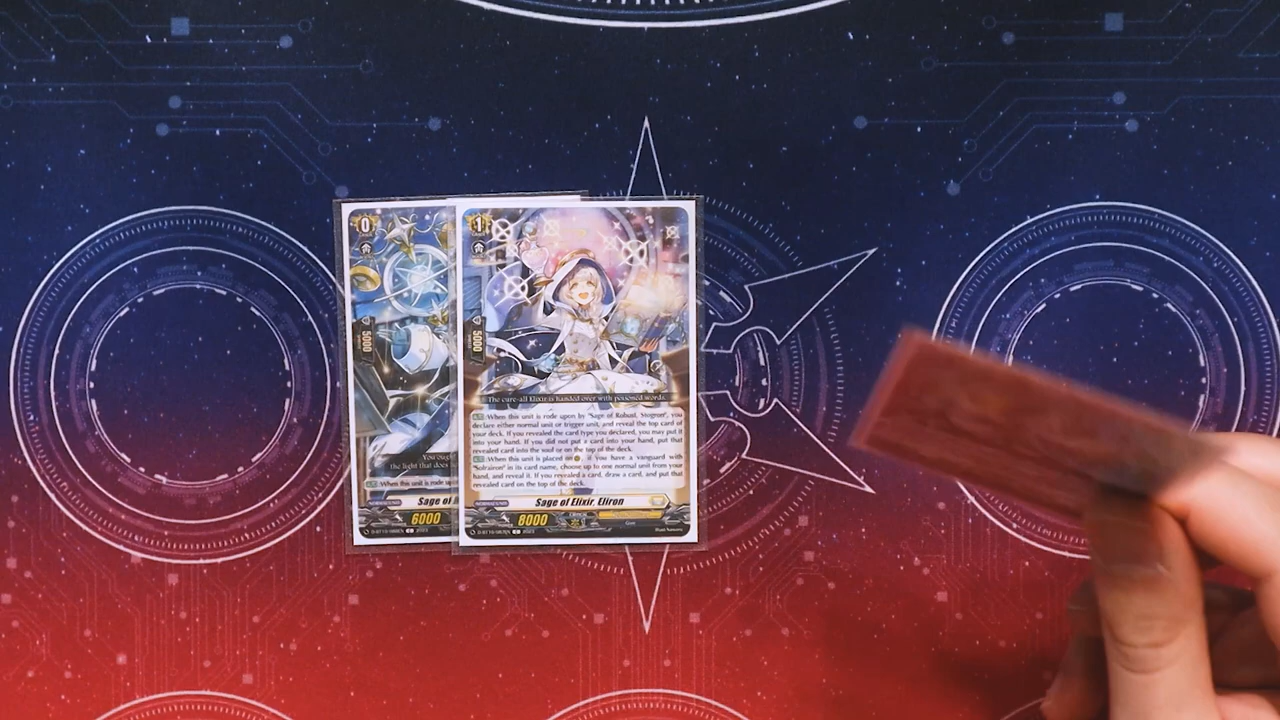 0
5000
You oug
the light that does
When this unit is rode u
Sage of
6000
1
5000
The cure-all Elixir is handed over with poisoned words.
When this unit is rode upon by "Sage of Robust, Stogron", you
declare either normal unit or trigger unit, and reveal the top card of
your deck. If you revealed the card type you declared, you may put it
into your hand. If you did not put a card into your hand, put that
revealed card into the soul or on the top of the deck.
When this unit is placed on , if you have a vanguard with
"Solrairon" in its card name, choose up to one normal unit from your
hand, and reveal it. If you revealed a card, draw a card, and put that
revealed card on the top of the deck.
Sage of Elixir, Eliron
8000